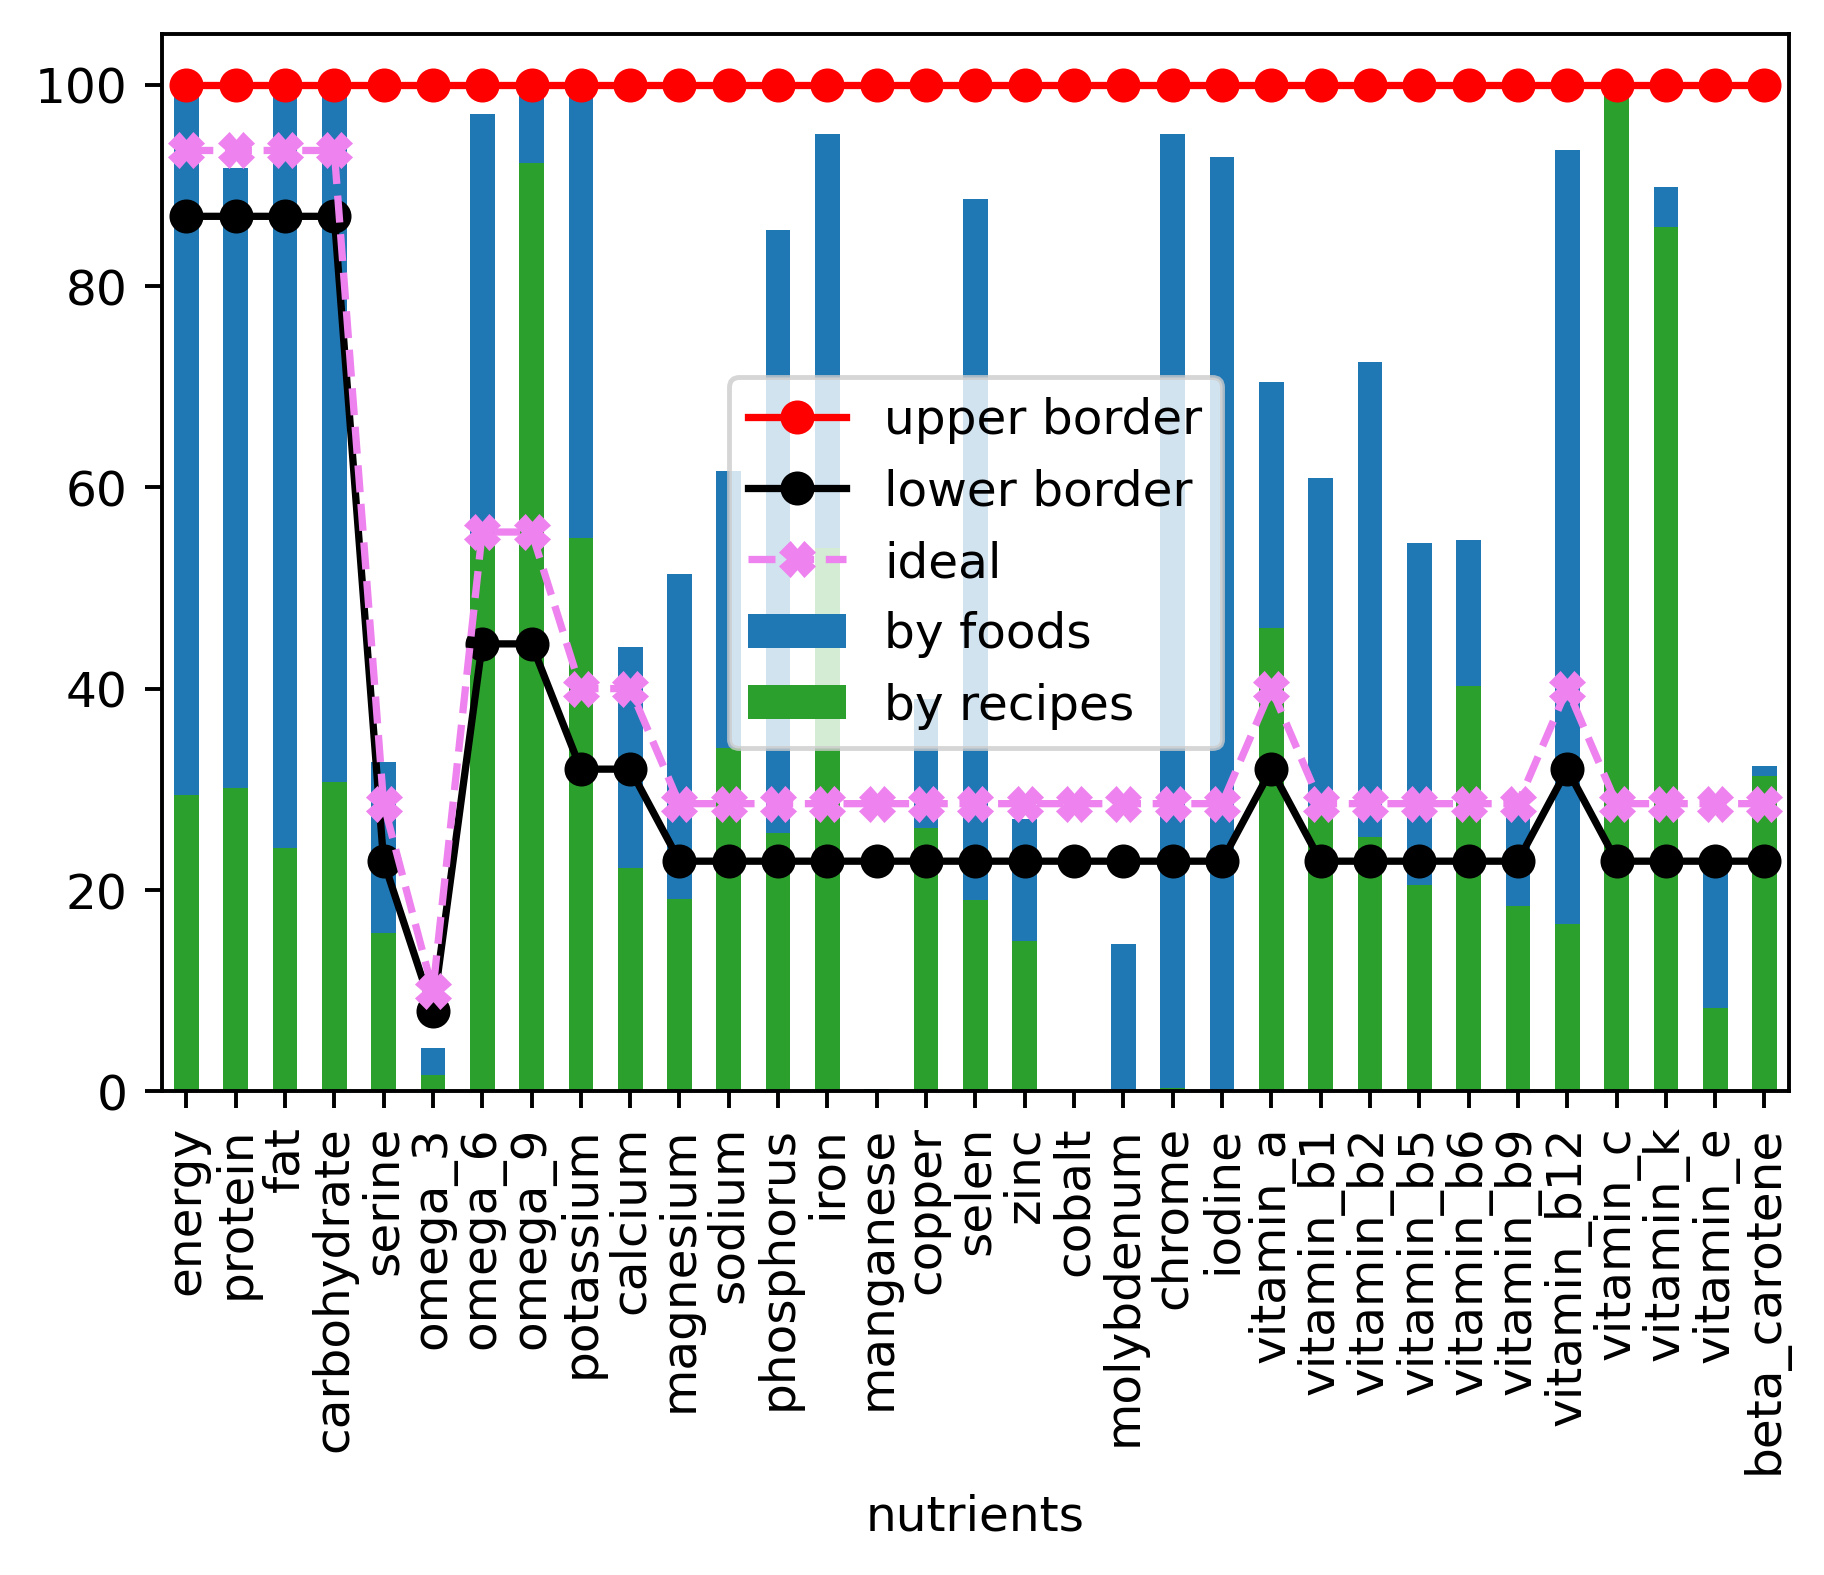 100
80
60
40
20
0
upper border
lower border
ideal
by foods
by recipes
energy
protein
fat
carbohydrate
serine
omega_3
omega_6
omega_9
potassium
calcium
magnesium
sodium
phosphorus
iron
manganese
copper
selen
zinc
cobalt
molybdenum
chrome
iodine
vitamin_a
vitamin_b1
vitamin_b2
vitamin_b5
vitamin_b6
vitamin_b9
vitamin_b12
vitamin_c
vitamin_k
vitamin_e
beta_carotene
nutrients